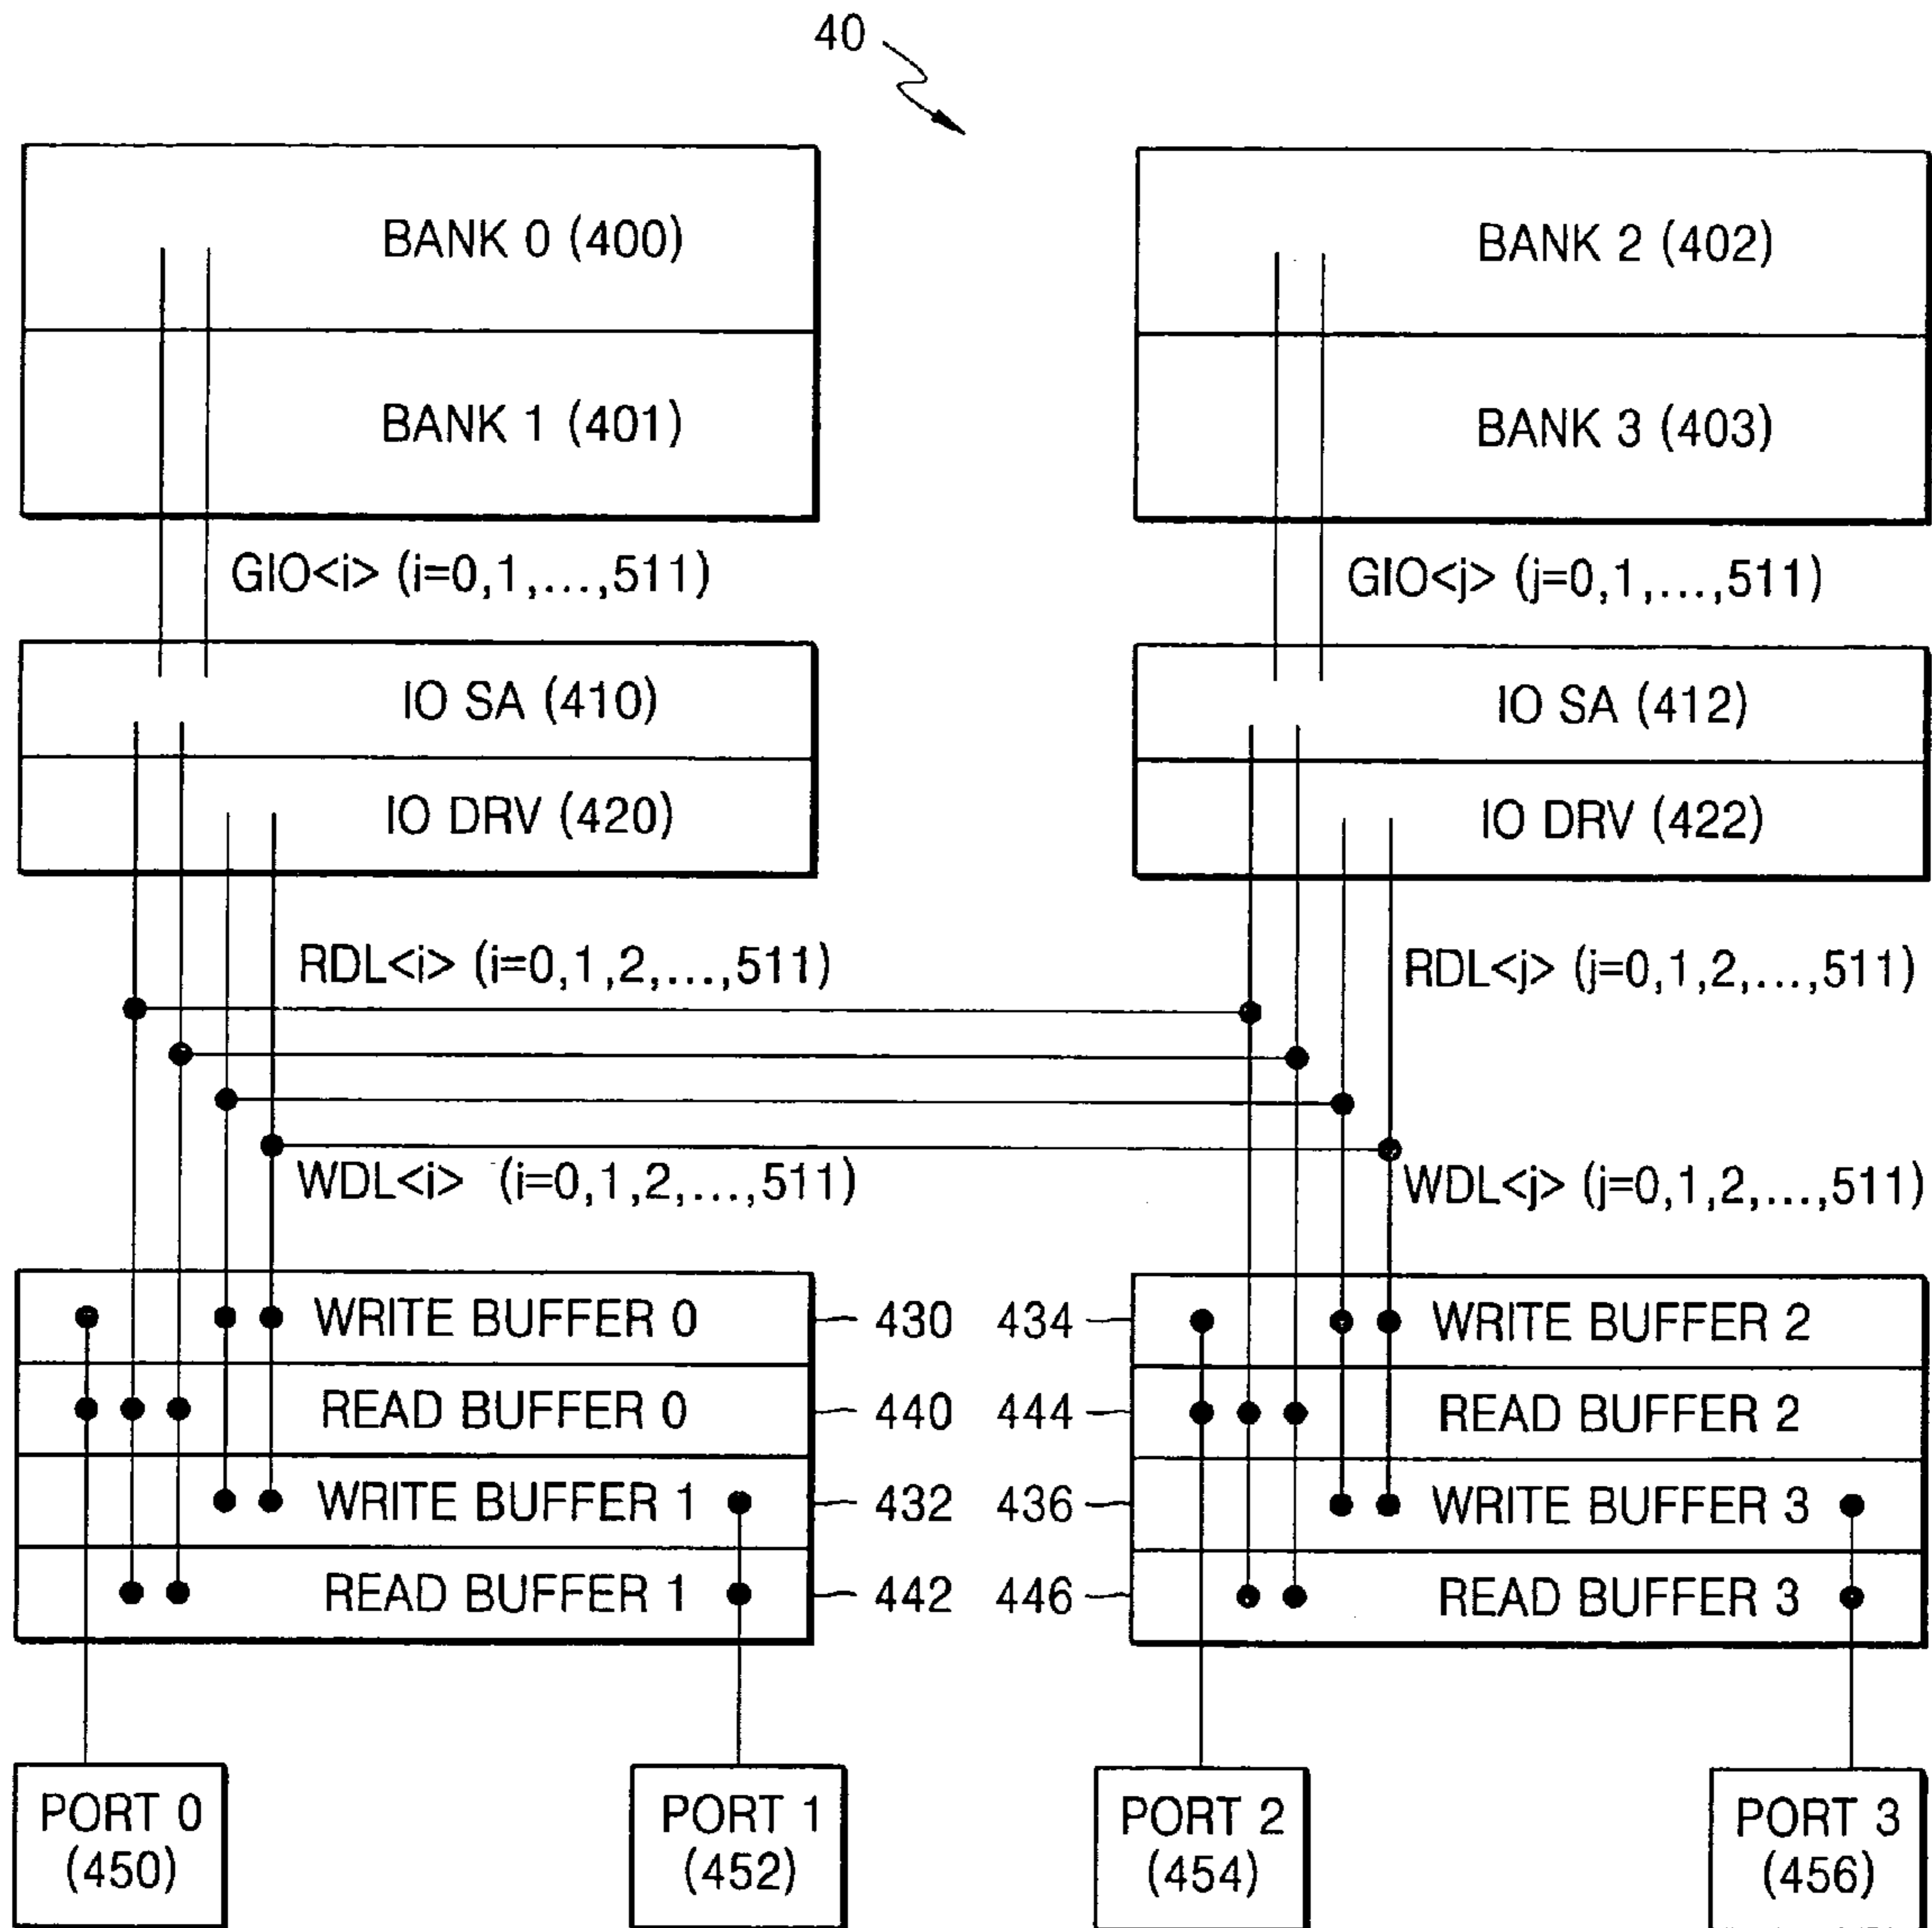 40
BANK 0 (400)
BANK 2 (402)
BANK 1 (401)
BANK 3 (403)
GIO<i> (i=0,1,...,511)
GIO<j> (j=0,1,...,511)
IO SA (410)
IO SA (412)
IO DRV (420)
IO DRV (422)
RDL<i> (i=0,1,2,...,511)
RDL<j> (j=0,1,2,...,511)
WDL<i> (i=0,1,2,...,511)
WDL<j> (j=0,1,2,...,511)
WRITE BUFFER 0
430
434
WRITE BUFFER 2
READ BUFFER 0
440
444
READ BUFFER 2
WRITE BUFFER 1
432
436
WRITE BUFFER 3
READ BUFFER 1
442
446
READ BUFFER 3
PORT 0
(450)
PORT 1
(452)
PORT 2
(454)
PORT 3
(456)